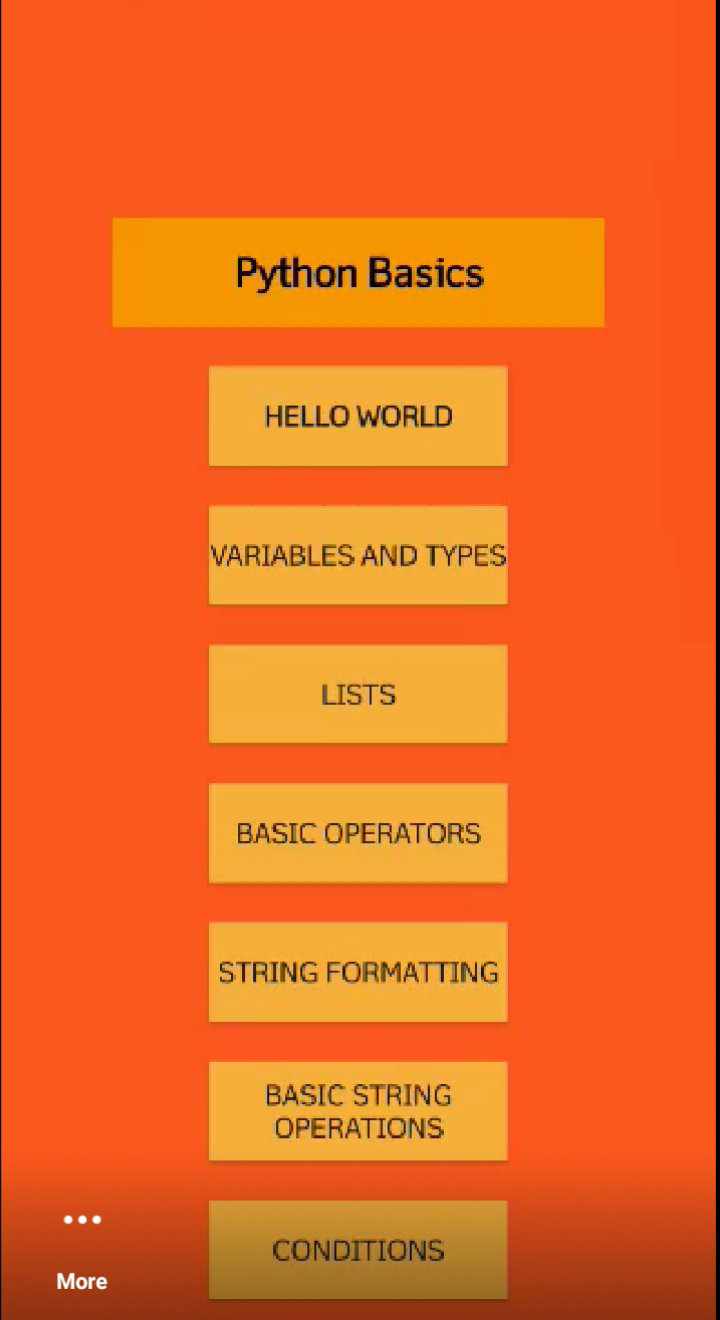 Python Basics
HELLO WORLD
VARIABLES AND TYPES
LISTS
BASIC OPERATORS
STRING FORMATTING
BASIC STRING
OPERATIONS
CONDITIONS
More